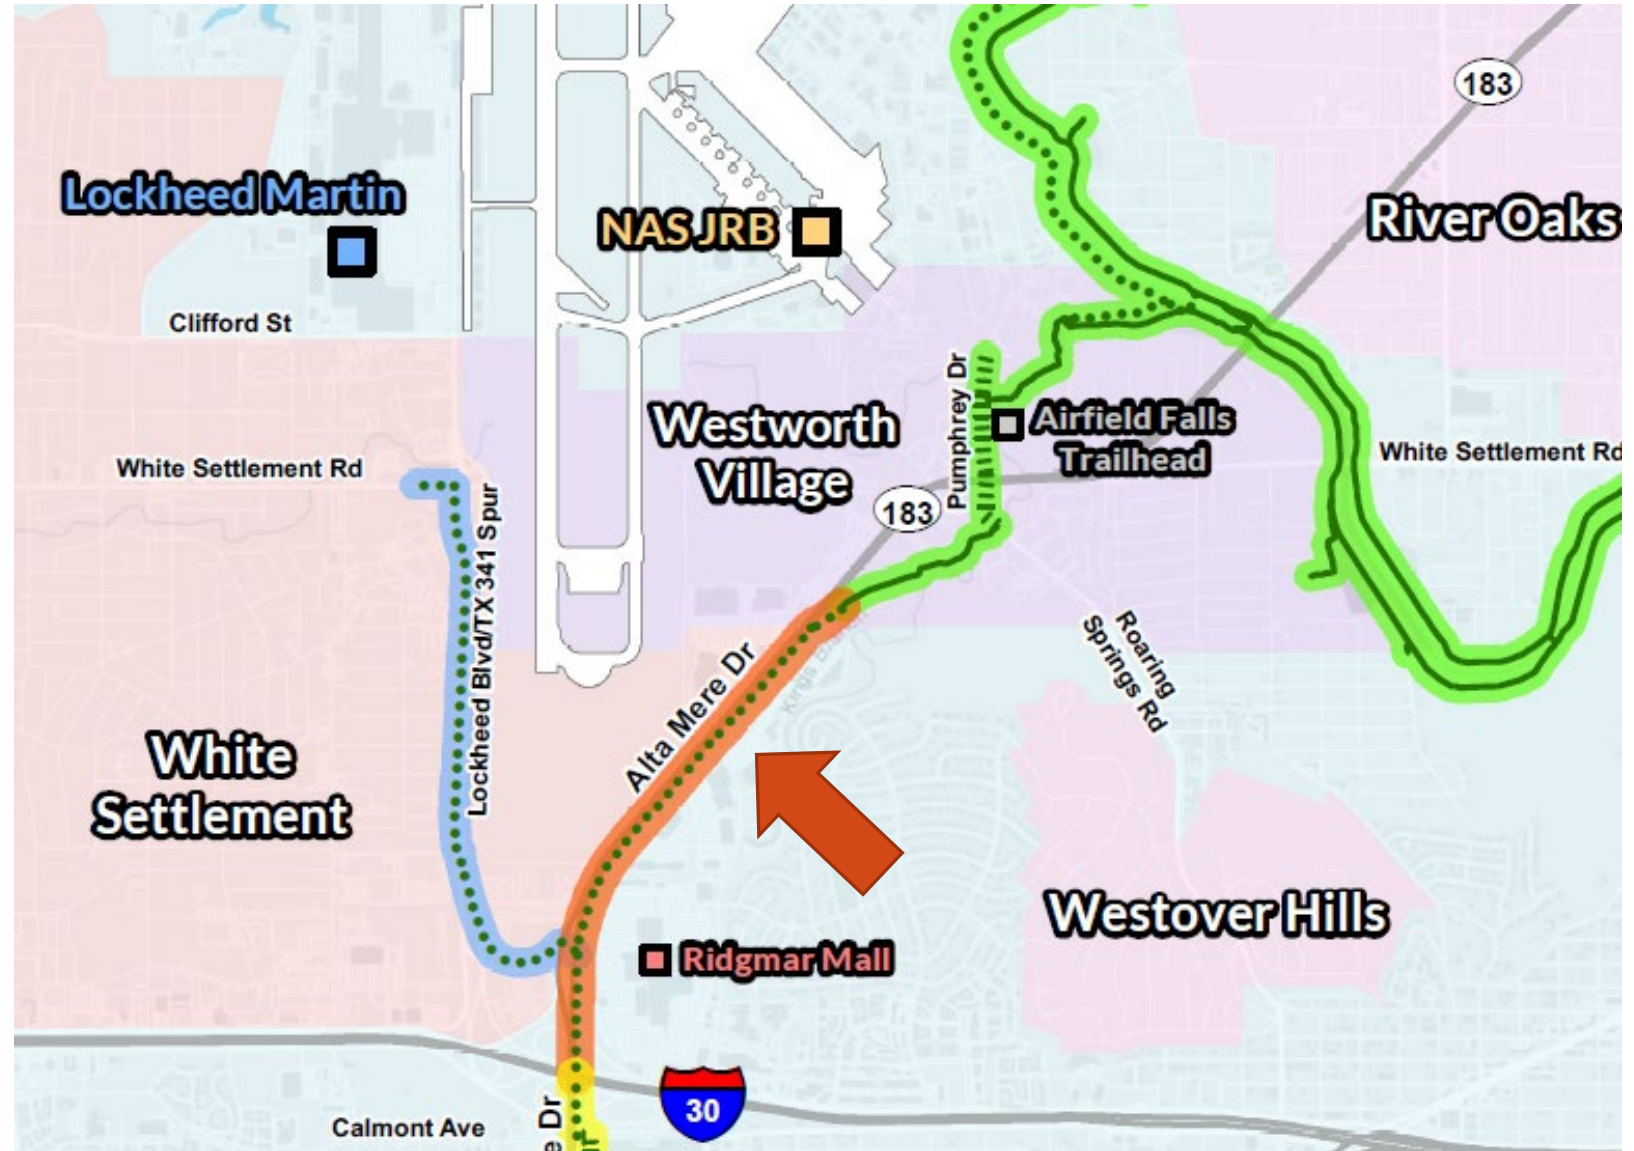 183
Lockheed Martin
River Oaks
NAS JRB
Clifford St
Pumphrey Dr
Westworth
Village
Airfield Falls
Trailhead
White Settlement Rd
White Settlement Rd
183
Lockheed Blvd/TX 341 Spur
Roaring
Springs Rd
Alta Mere Dr
White
Settlement
Westover Hills
Ridgmar Mall
30
Calmont Ave
e Dr